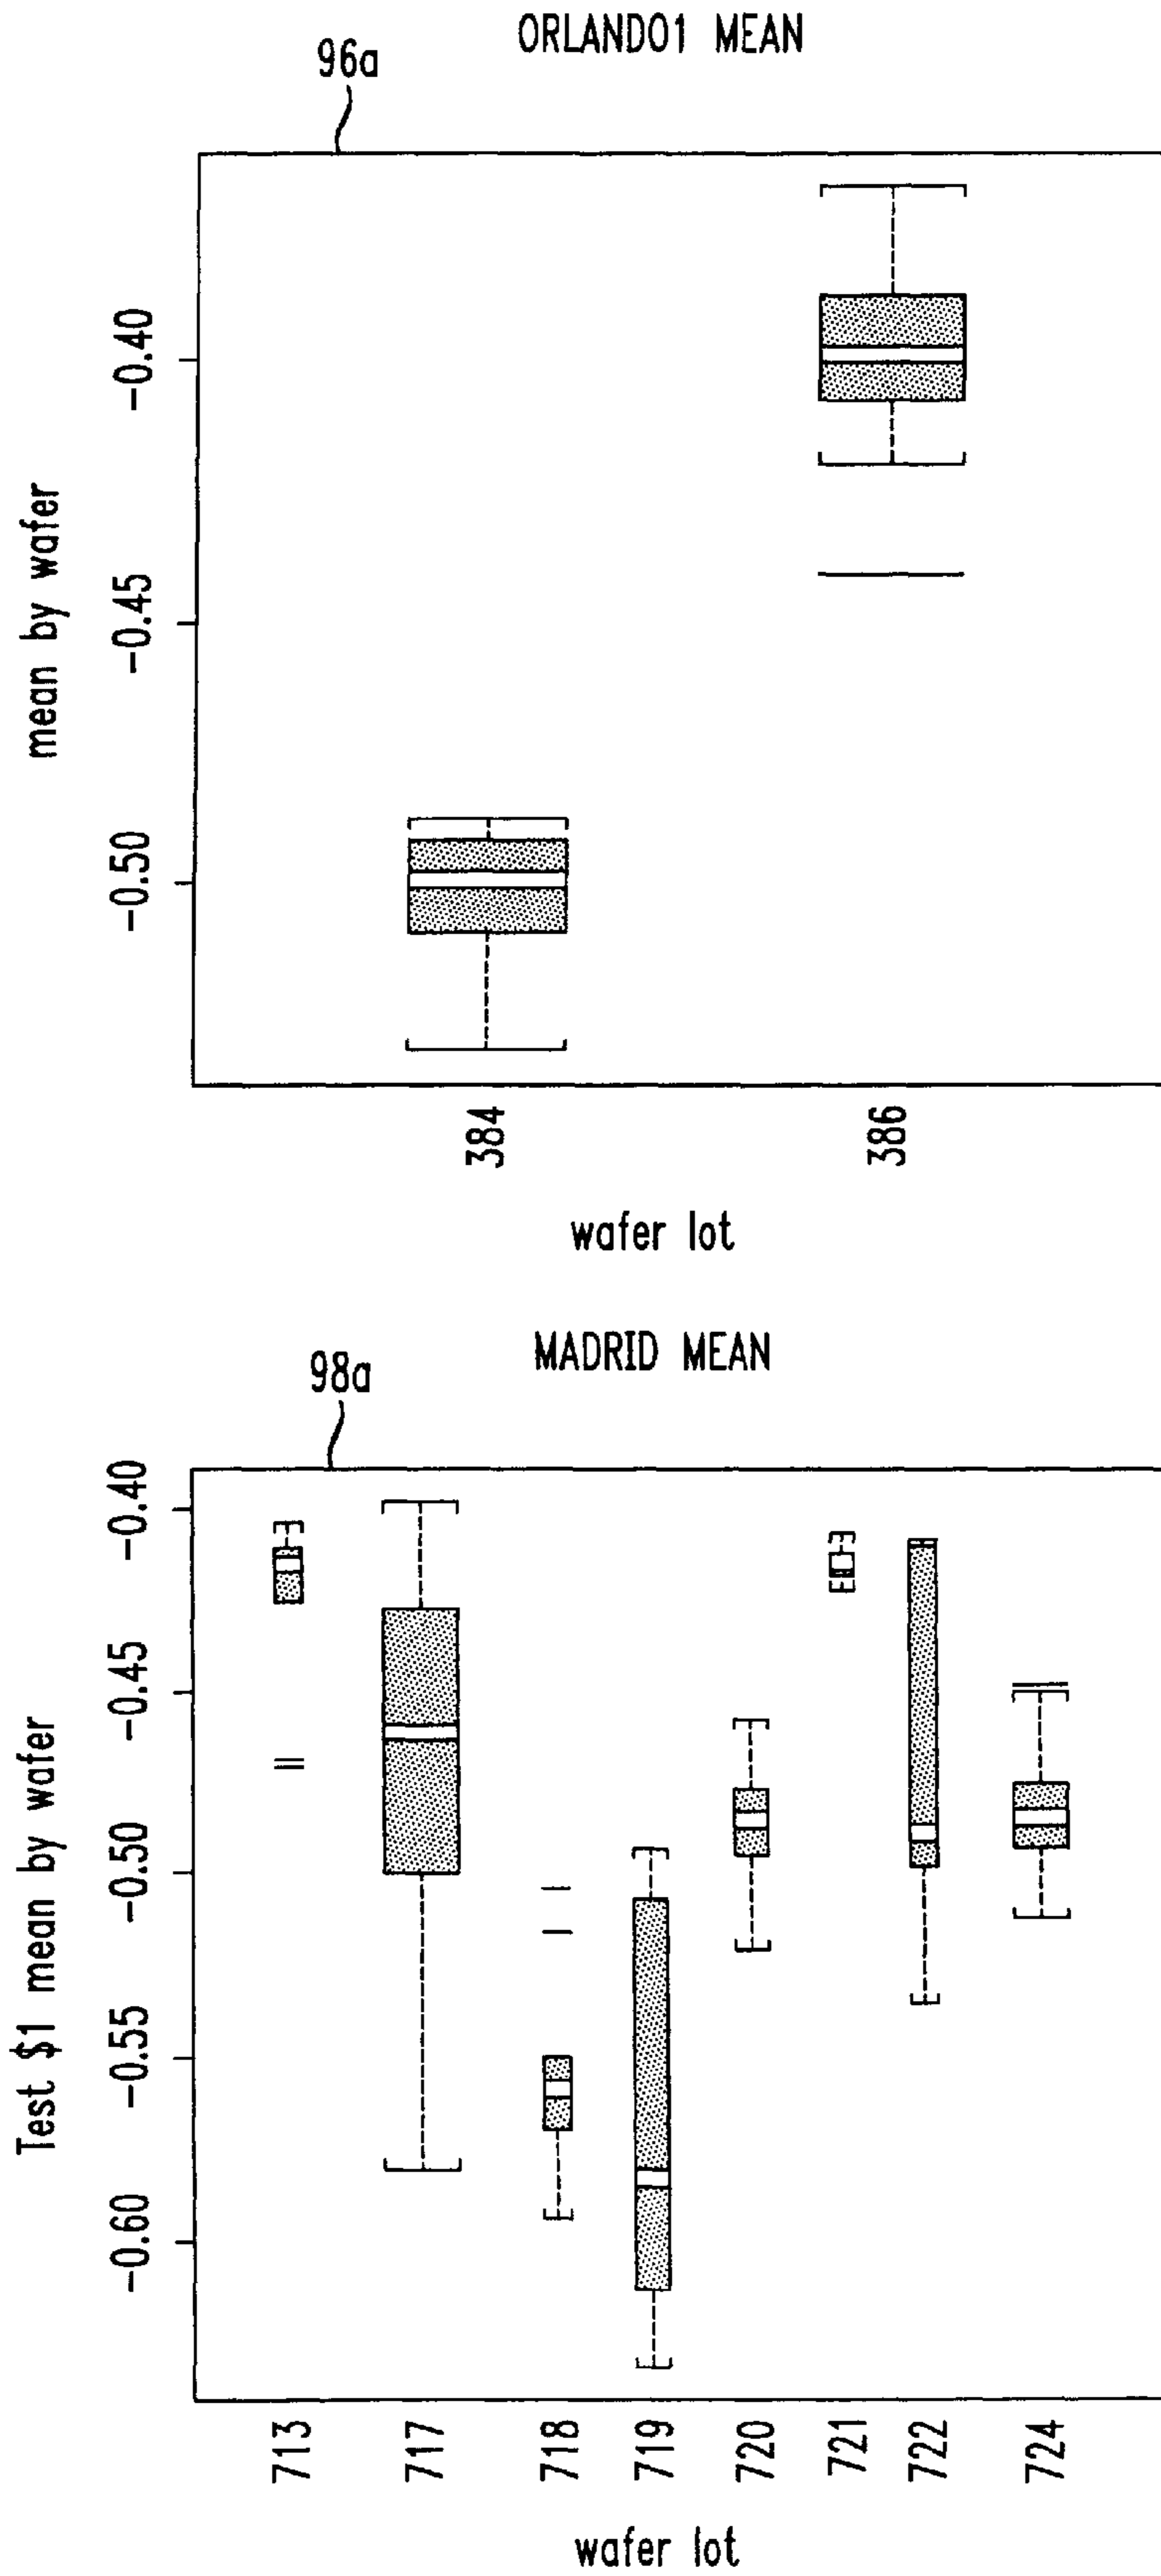 96a
ORLANDO1 MEAN
mean by wafer
-0.40
-0.45
-0.50
384
386
wafer lot
98a
MADRID MEAN
Test $1 mean by wafer
-0.40
-0.45
-0.50
-0.55
-0.60
713
717
718
719
720
721
722
724
wafer lot